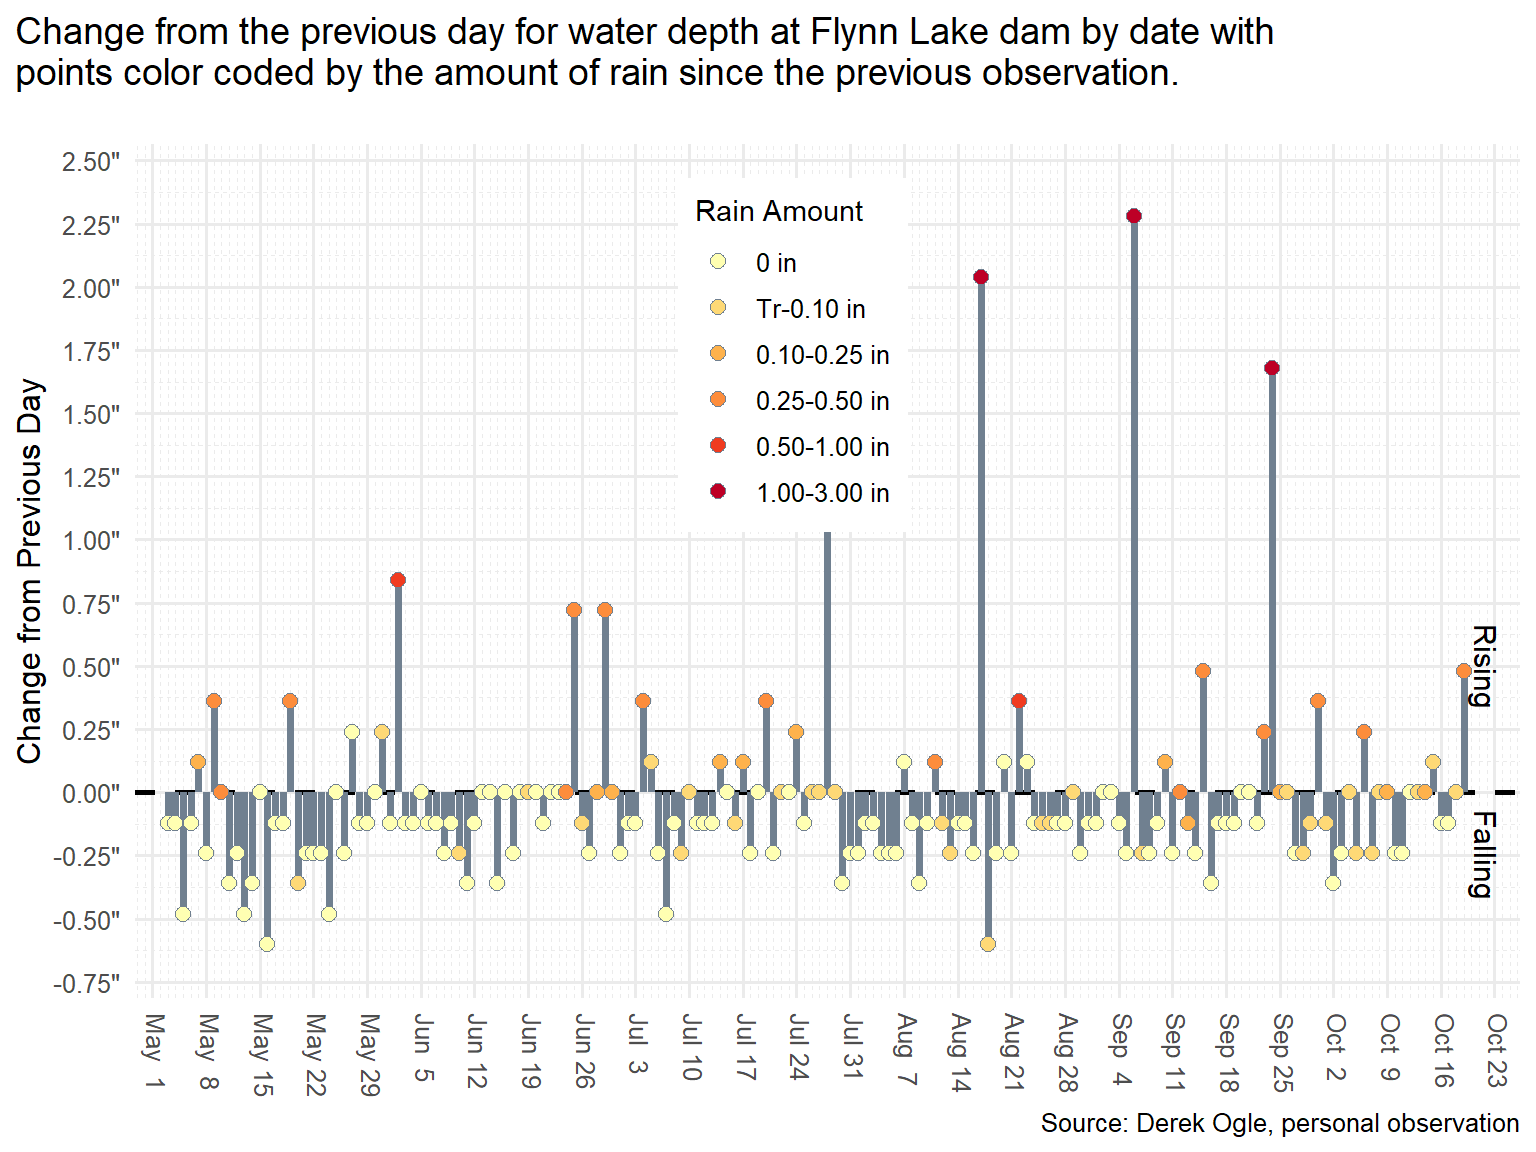 Change from the previous day for water depth at Flynn Lake dam by date with
points color coded by the amount of rain since the previous observation.
Change from Previous Day
2.50"
2.25"
2.00"
1.75"
1.50"
1.25"
1.00"
0.75"
0.50"
0.25"
0.00"
-0.25"
-0.50"
-0.75"
Rain Amount
0 in
Tr-0.10 in
0.10-0.25 in
0.25-0.50 in
0.50-1.00 in
1.00-3.00 in
Rising
Falling
May 1
May 8
May 15
May 22
May 29
Jun 5
Jun 12
Jun 19
Jun 26
Jul 3
Jul 10
Jul 17
Jul 24
Jul 31
Aug 7
Aug 14
Aug 21
Aug 28
Sep 4
Sep 11
Sep 18
Sep 25
Oct 2
Oct 9
Oct 16
Oct 23
Source: Derek Ogle, personal observation